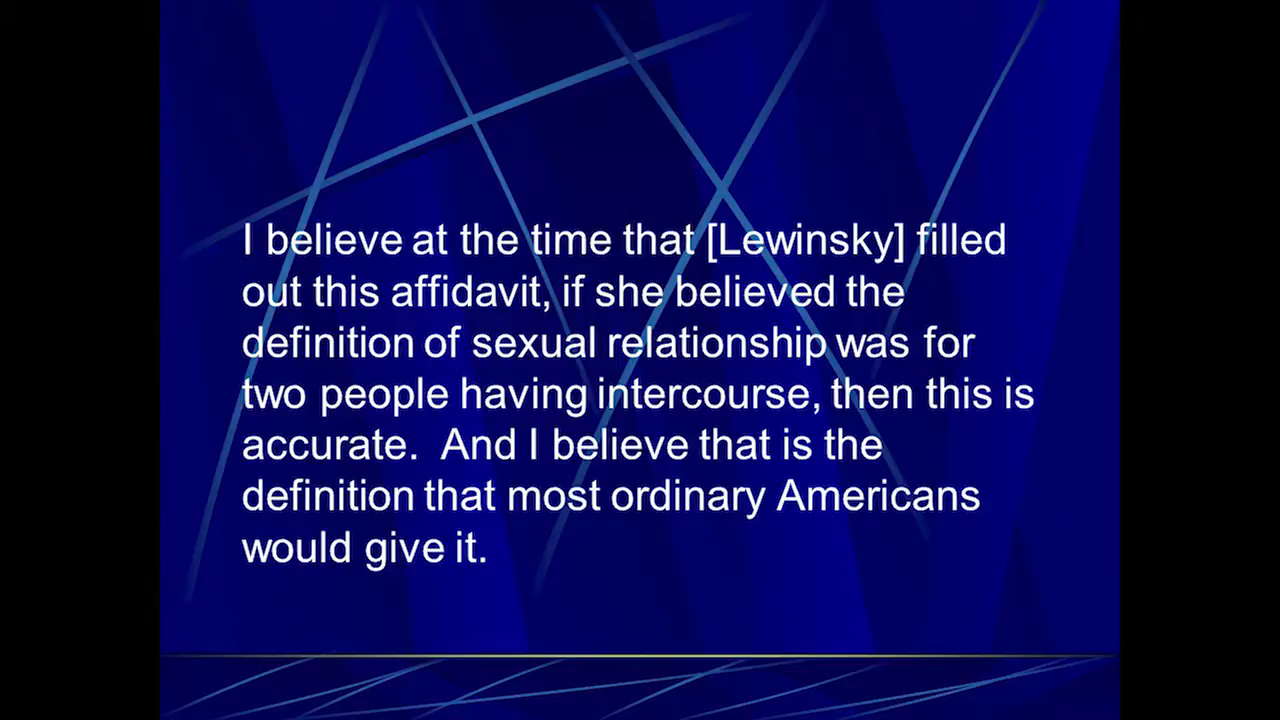 I believe at the time that [Lewinsky] filled
out this affidavit, if she believed the
definition of sexual relationship was for
two people having intercourse, then this is
accurate.  And I believe that is the
definition that most ordinary Americans
would give it.